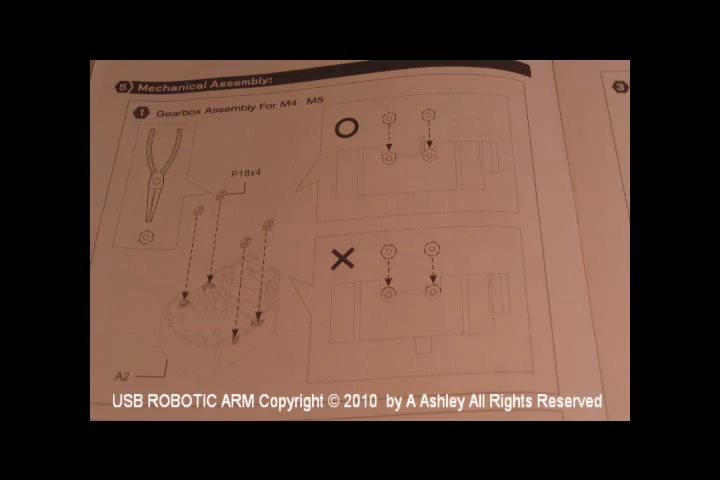 5 Mechanical Assembly:
3
1 Gearbox Assembly For M4 M5
P18x4
A2
USB ROBOTIC ARM Copyright © 2010 by A Ashley All Rights Reserved